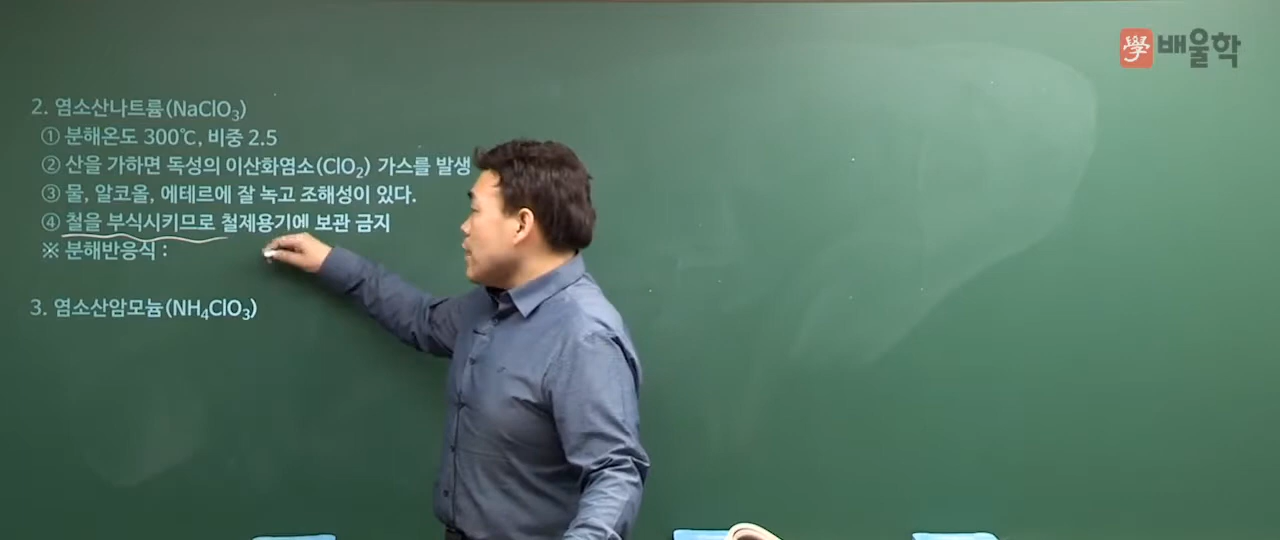 學 배울학
2. 염소산나트륨(NaClO₃)
① 분해온도 300℃, 비중 2.5
② 산을 가하면 독성의 이산화염소(ClO₂) 가스를 발생
③ 물, 알코올, 에테르에 잘 녹고 조해성이 있다.
④ 철을 부식시키므로 철제용기에 보관 금지
※ 분해반응식 :
3. 염소산암모늄(NH₄ClO₃)